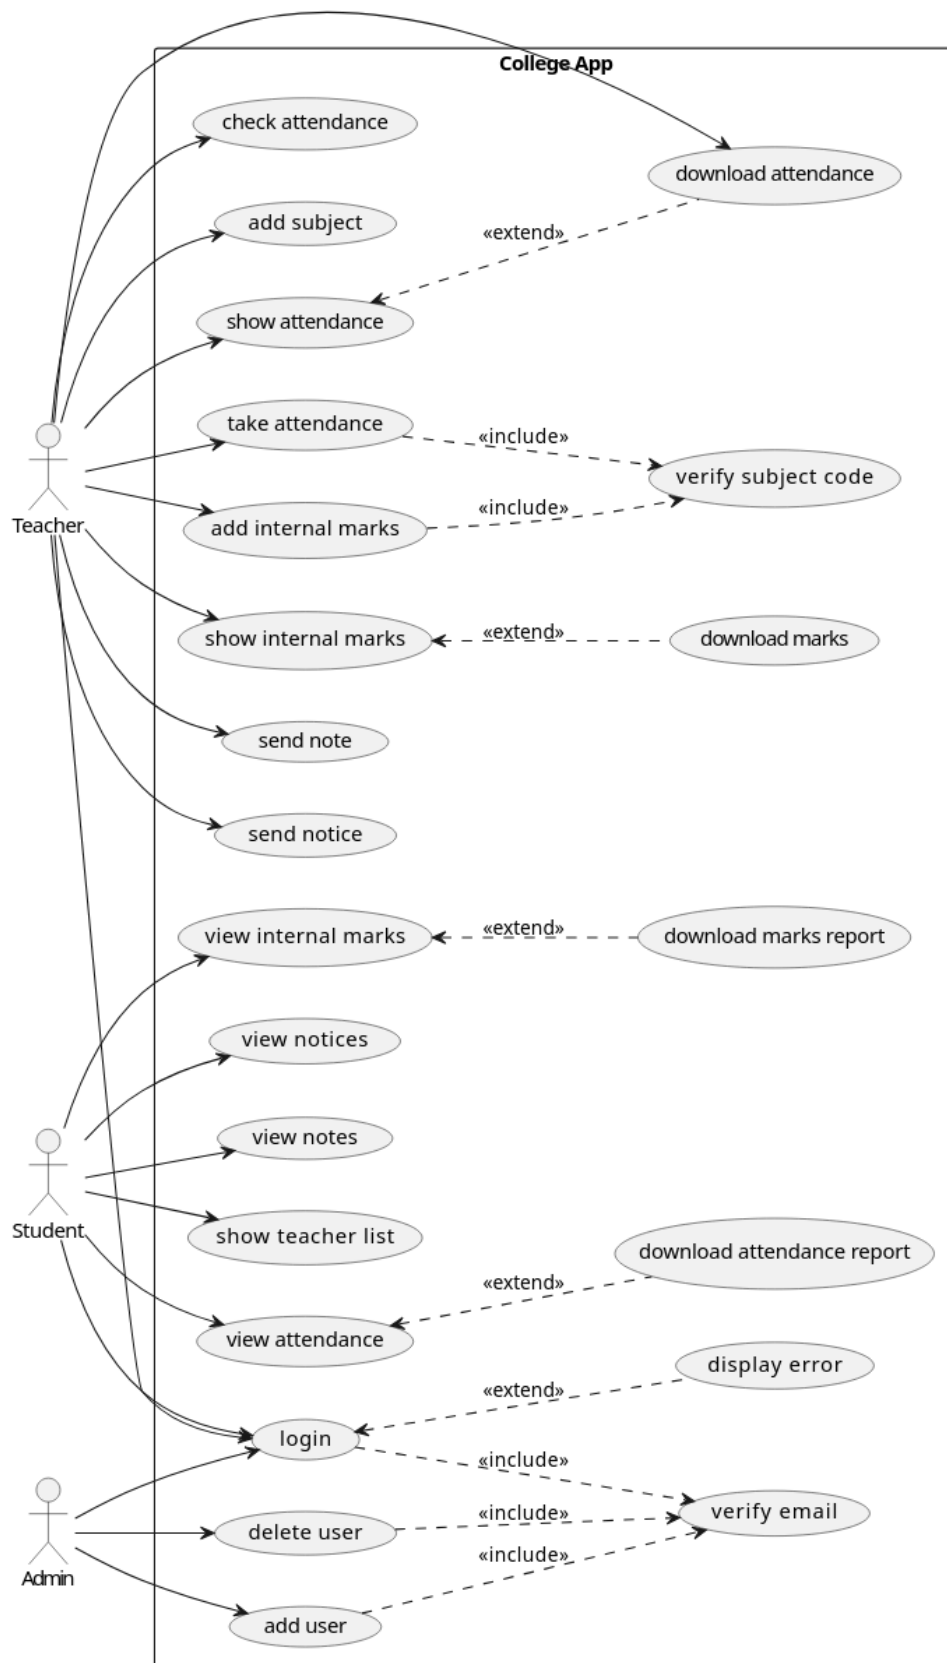 College App
check attendance
download attendance
add subject
«extend»
show attendance
take attendance
«include»
verify subject code
Teacher
«include»
add internal marks
show internal marks
«extend»
download marks
send note
send notice
view internal marks
«extend»
download marks report
view notices
view notes
Student
show teacher list
download attendance report
«extend»
view attendance
display error
«extend»
login
«include»
verify email
delete user
«include»
«include»
Admin
add user